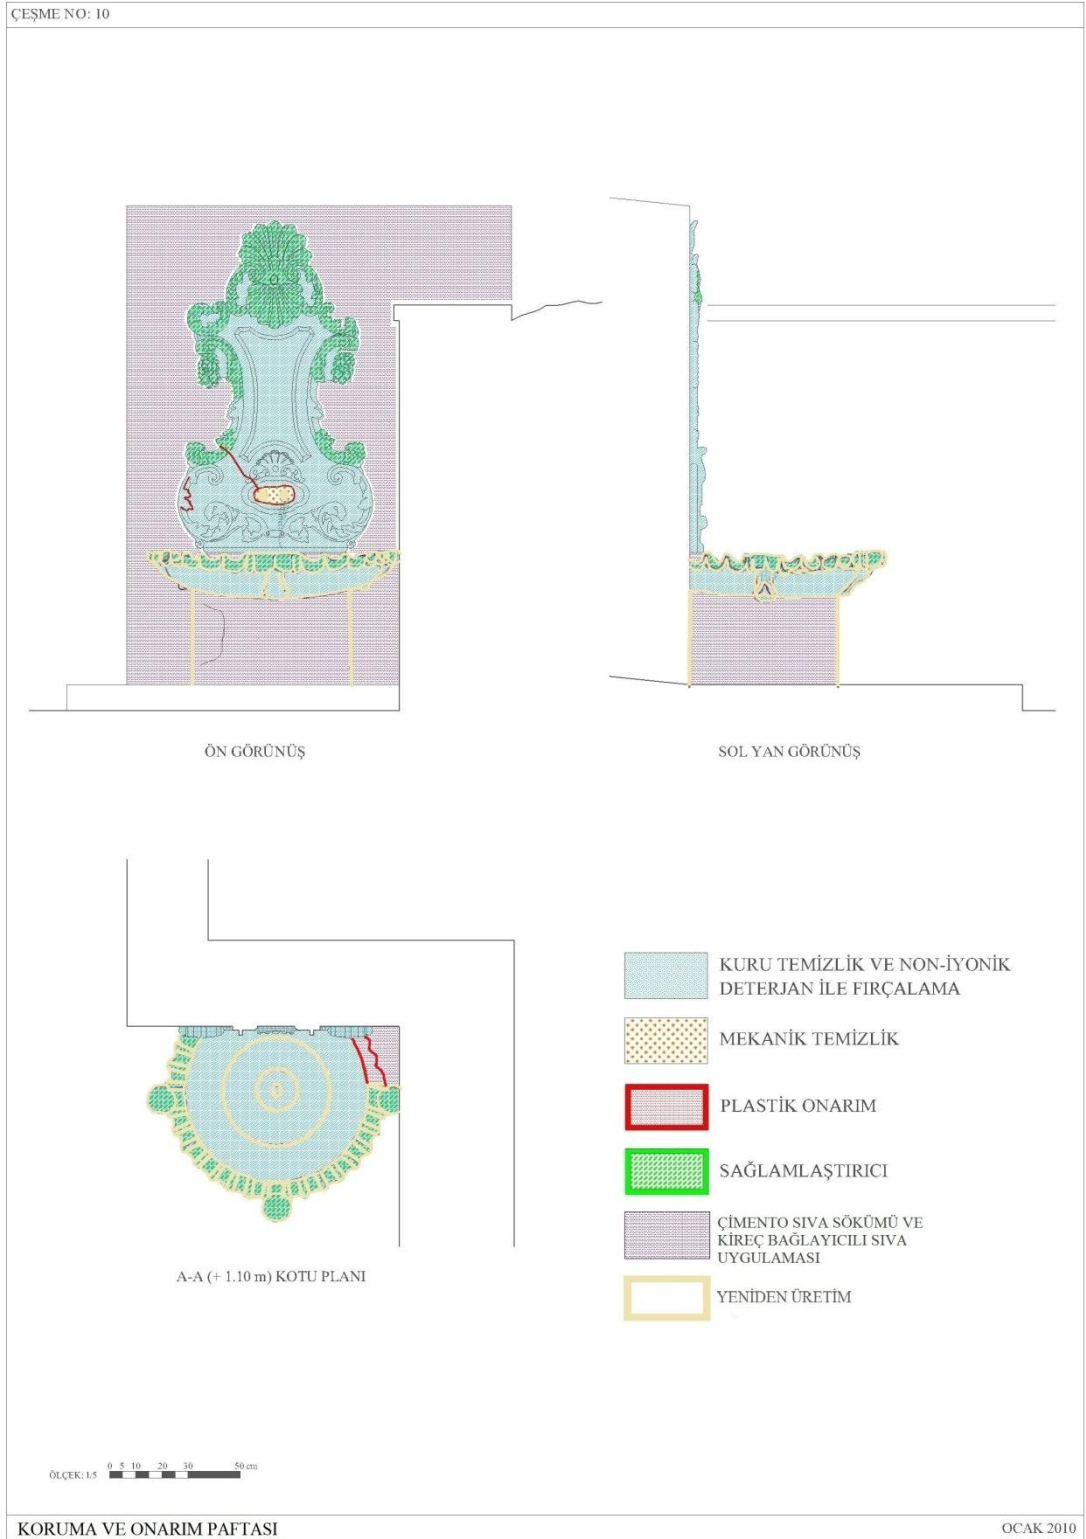 ÇEŞME NO: 10
ÖN GÖRÜNÜŞ
SOL YAN GÖRÜNÜŞ
KURU TEMİZLİK VE NON-İYONİK
DETERJAN İLE FIRÇALAMA
MEKANİK TEMİZLİK
PLASTİK ONARIM
SAĞLAMLAŞTIRICI
ÇİMENTO SIVA SÖKÜMÜ VE
KİREÇ BAĞLAYICILI SIVA
UYGULAMASI
YENİDEN ÜRETİM
A-A (+ 1.10 m) KOTU PLANI
ÖLÇEK: 1/5 0 5 10 20 30 50 cm
KORUMA VE ONARIM PAFTASI
OCAK 2010